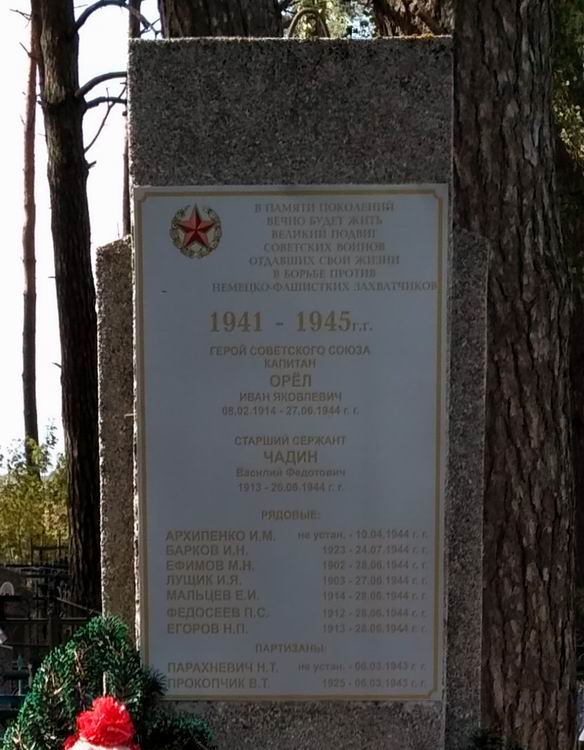 В ПАМЯТИ ПОКОЛЕНИЙ
ВЕЧНО БУДЕТ ЖИТЬ
ВЕЛИКИЙ ПОДВИГ
СОВЕТСКИХ ВОИНОВ
ОТДАВШИХ СВОИ ЖИЗНИ
В БОРЬБЕ ПРОТИВ
НЕМЕЦКО-ФАШИСТКИХ ЗАХВАТЧИКОВ
1941 - 1945г.г.
ГЕРОЙ СОВЕТСКОГО СОЮЗА
КАПИТАН
ОРЁЛ
ИВАН ЯКОВЛЕВИЧ
08.02.1914 - 27.06.1944 г. г.
СТАРШИЙ СЕРЖАНТ
ЧАДИН
Василий Федотович
1913 - 26.06.1944 г. г.
РЯДОВЫЕ:
АРХИПЕНКО И.М. не устан. - 10.04.1944 г. г.
БАРКОВ И.Н. 1923 - 24.07.1944 г. г.
ЕФИМОВ М.Н. 1902 - 28.06.1944 г. г.
ЛУЩИК И.Я. 1903 - 27.06.1944 г. г.
МАЛЬЦЕВ Е.И. 1914 - 28.06.1944 г. г.
ФЕДОСЕЕВ П.С. 1912 - 28.06.1944 г. г.
ЕГОРОВ Н.П. 1913 - 28.06.1944 г. г.
ПАРТИЗАНЫ:
ПАРАХНЕВИЧ Н.Т. не устан. - 06.03.1943 г. г.
ПРОКОПЧИК В.Т. 1925 - 06.03.1943 г. г.